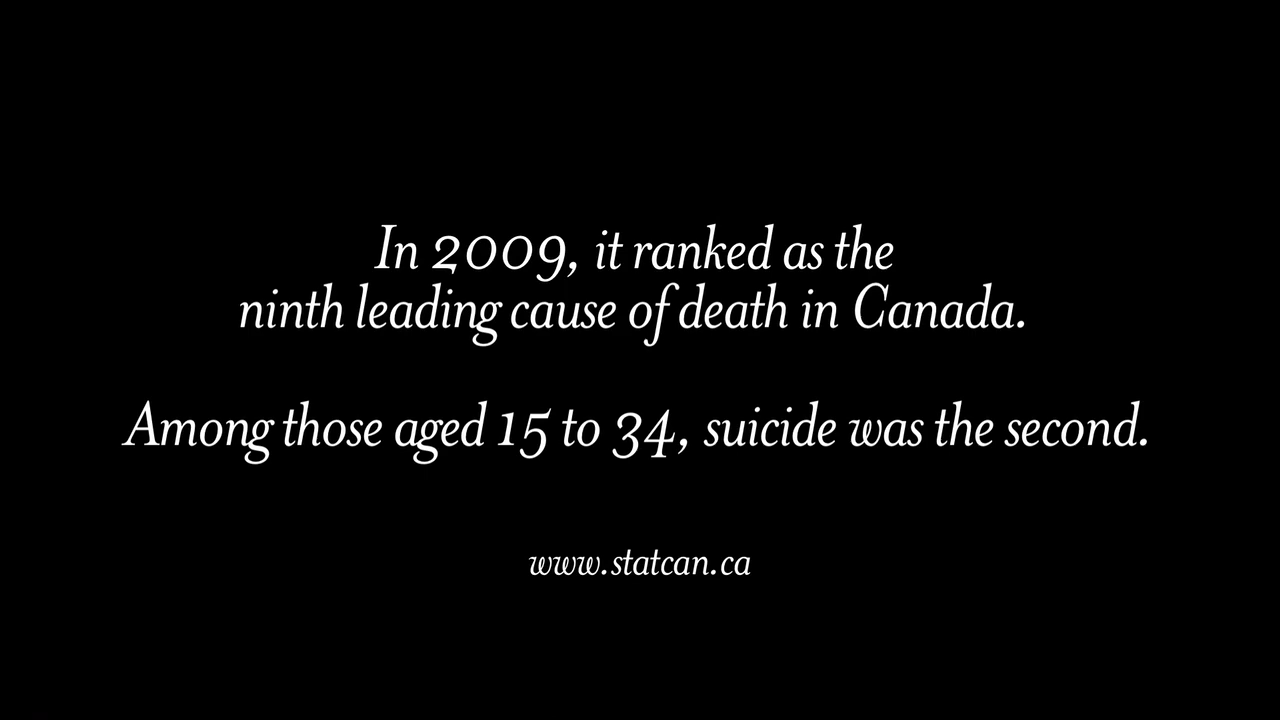 In 2009, it ranked as the
ninth leading cause of death in Canada.
Among those aged 15 to 34, suicide was the second.
www.statcan.ca